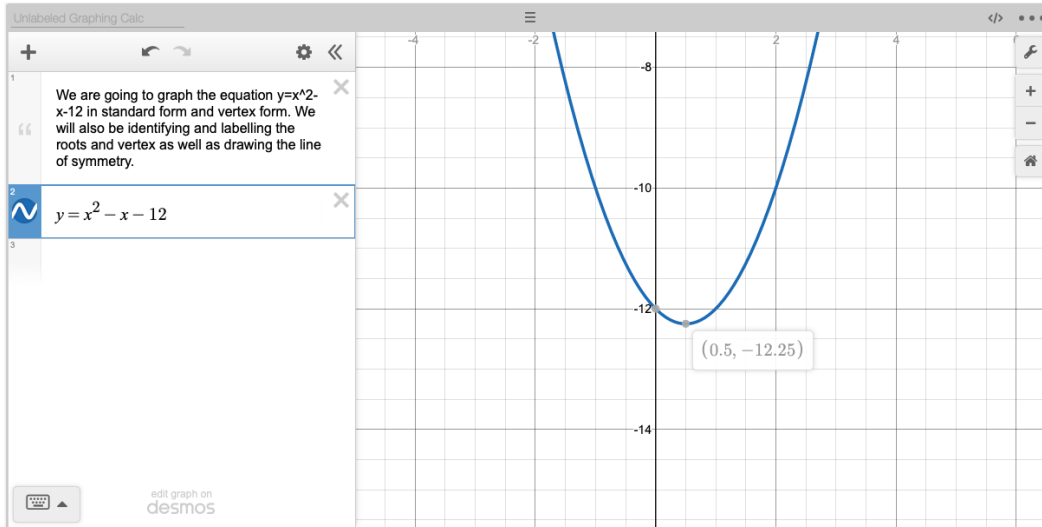 Unlabeled Graphing Calc
1
We are going to graph the equation y=x^2-
x-12 in standard form and vertex form. We
will also be identifying and labelling the
roots and vertex as well as drawing the line
of symmetry.
2
y = x² – x – 12
3
edit graph on
desmos
-4
-2
2
4
-8
-10
-12
(0.5, −12.25)
-14